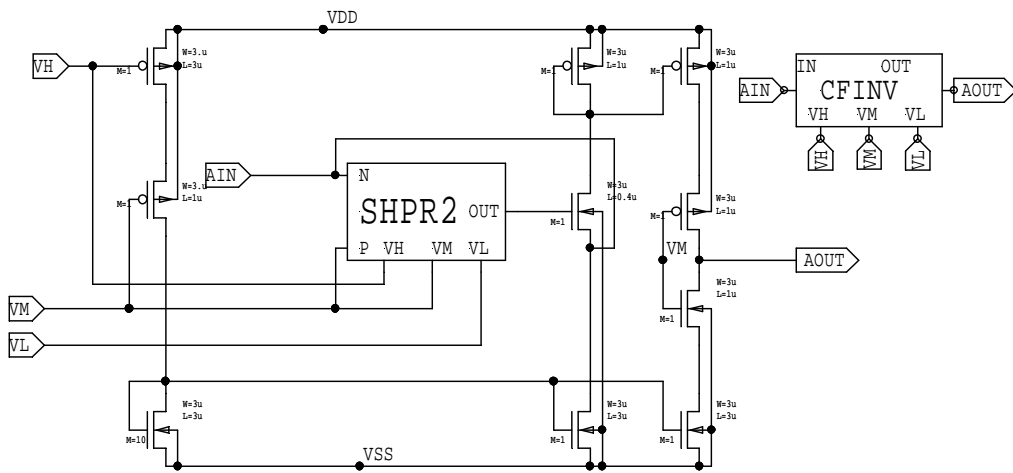 VDD
VH
M=1
W=3.u
L=3u
M=1
W=3u
L=1u
M=1
W=3u
L=1u
AIN
IN
OUT
CFINV
AOUT
VH
VM
VL
VH
VM
VL
AIN
M=1
W=3.u
L=1u
N
SHPR2
OUT
P
VH
VM
VL
M=1
W=3u
L=0.4u
M=1
W=3u
L=1u
VM
AOUT
VM
VL
M=1
W=3u
L=1u
M=10
W=3u
L=3u
M=1
W=3u
L=3u
M=1
W=3u
L=3u
VSS